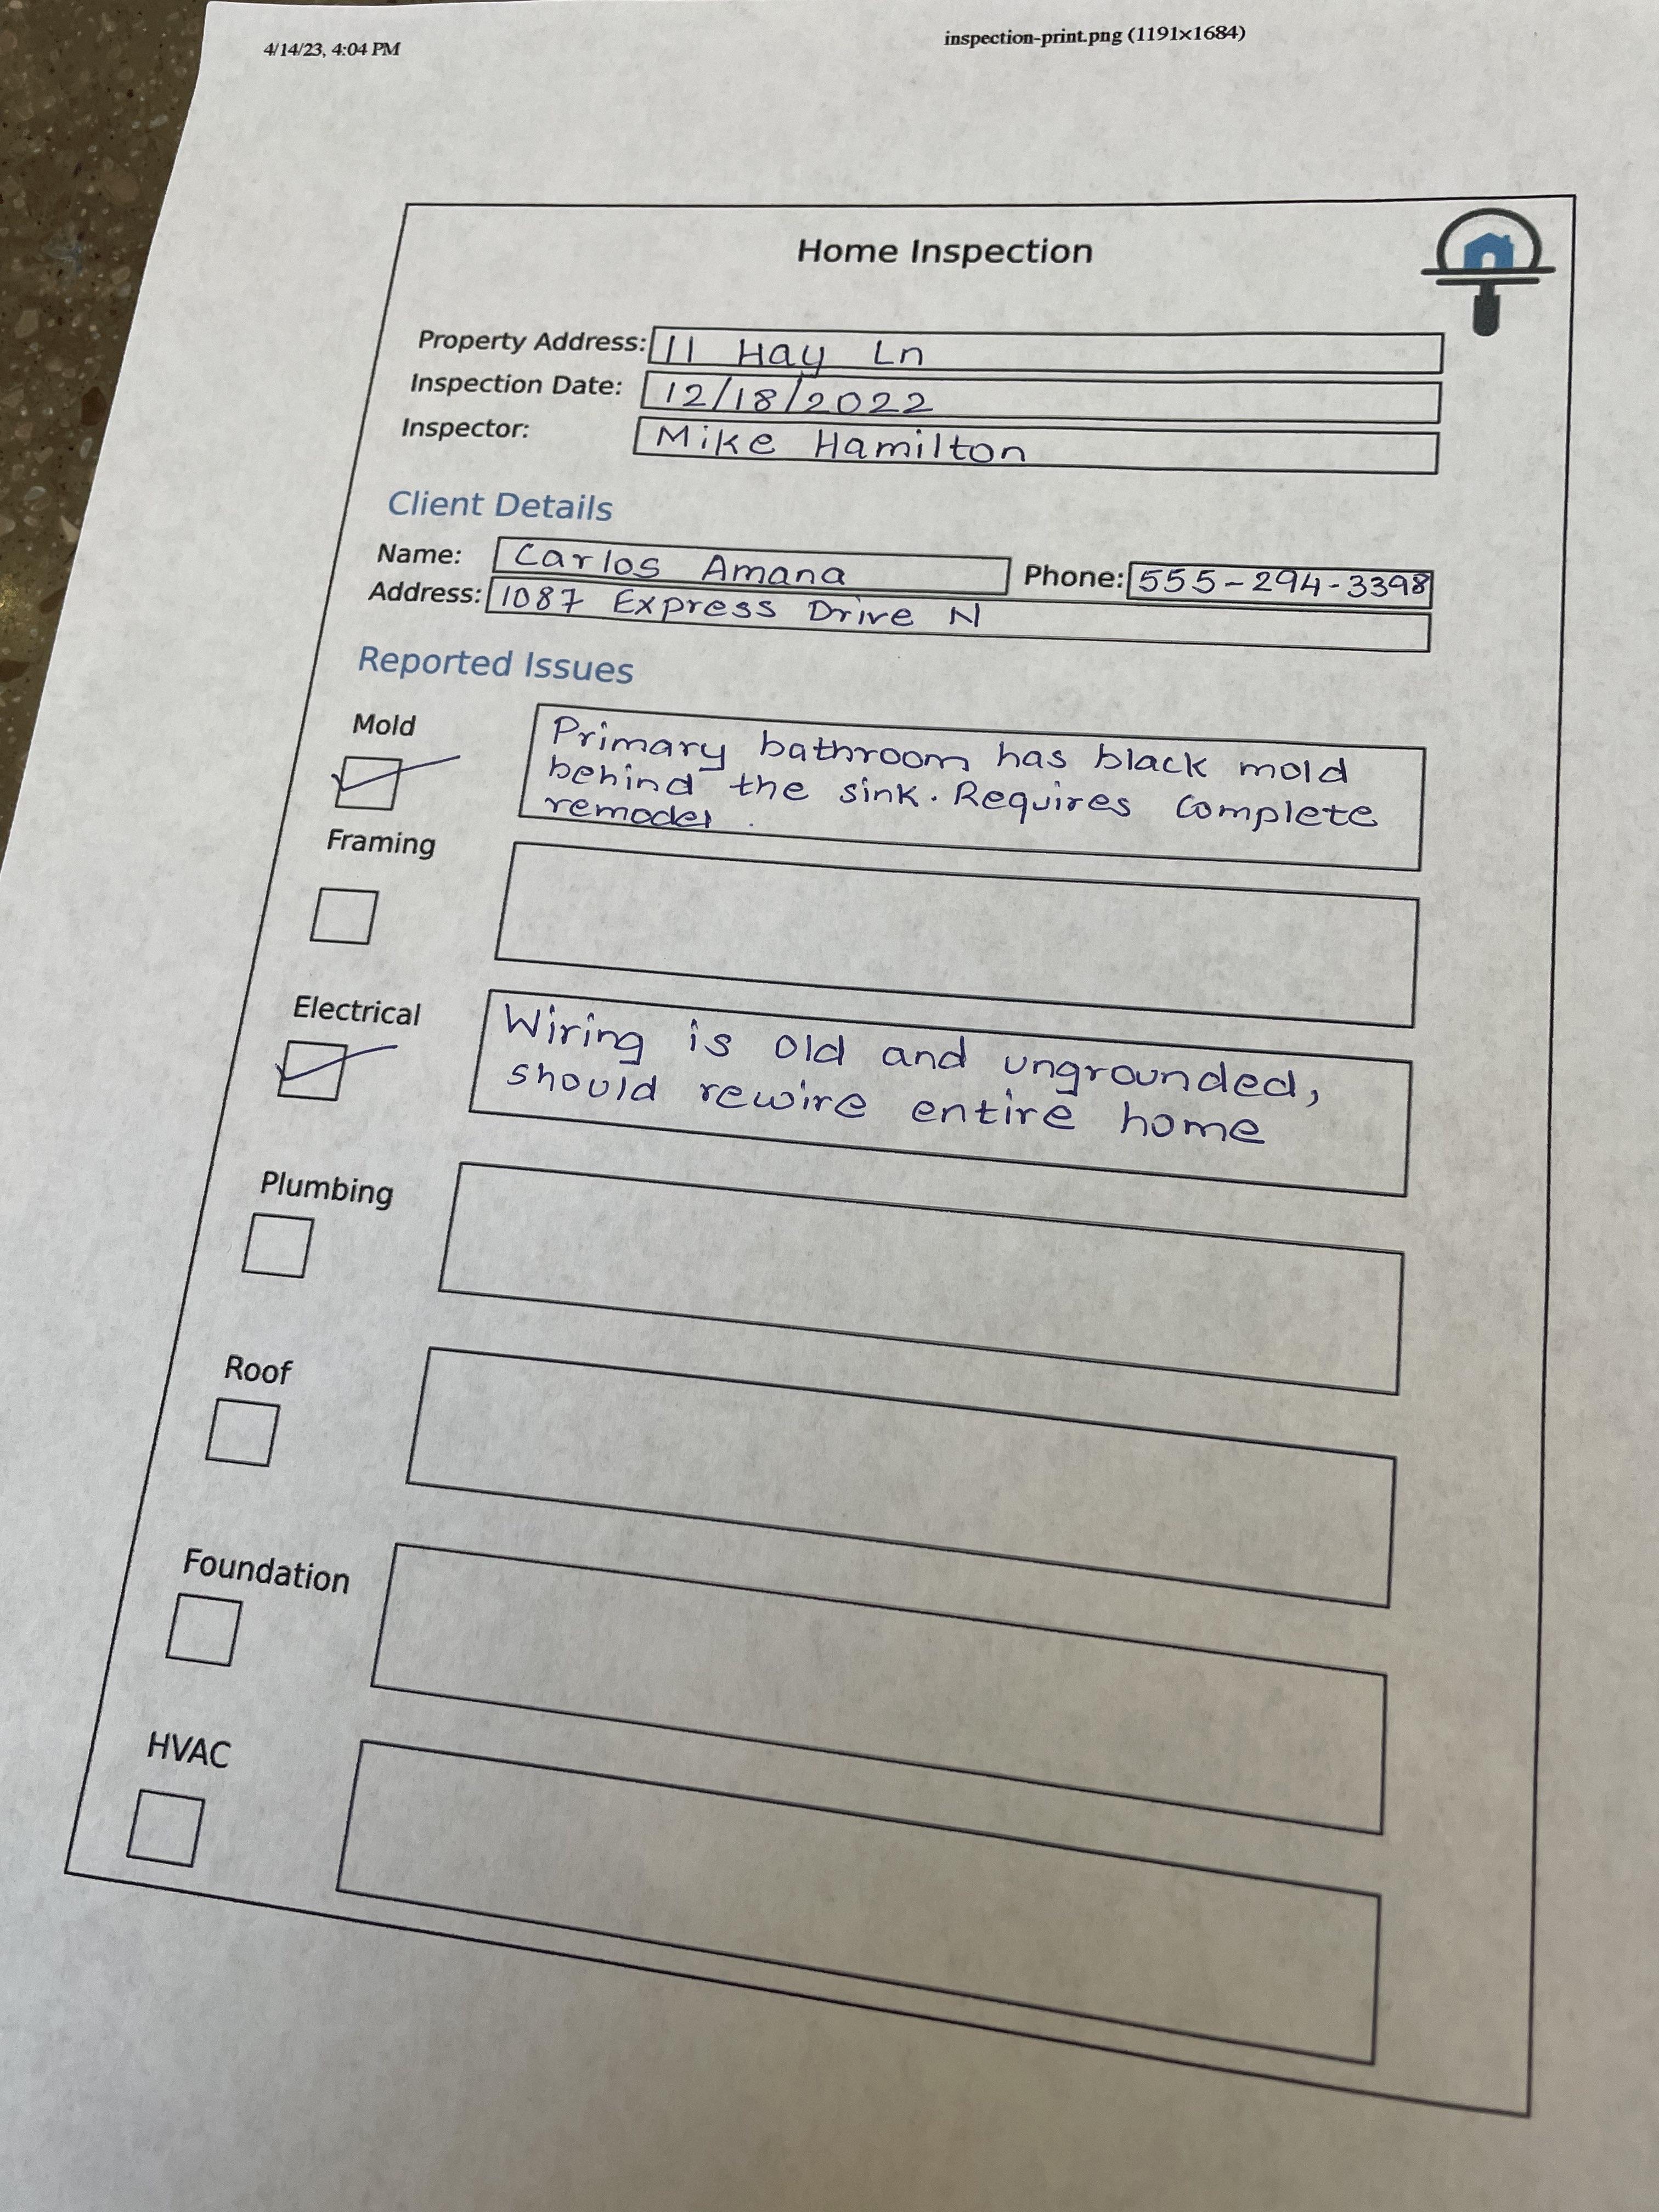 4/14/23, 4:04 PM
inspection-print.png (1191×1684)
Home Inspection
Property Address: 11 Hay Ln
Inspection Date: 12/18/2022
Inspector: Mike Hamilton
Client Details
Name: Carlos Amana Phone: 555-294-3398
Address: 1087 Express Drive N
Reported Issues
Mold
Primary bathroom has black mold
behind the sink. Requires complete
remodel.
Framing
Electrical
Wiring is old and ungrounded,
should rewire entire home
Plumbing
Roof
Foundation
HVAC